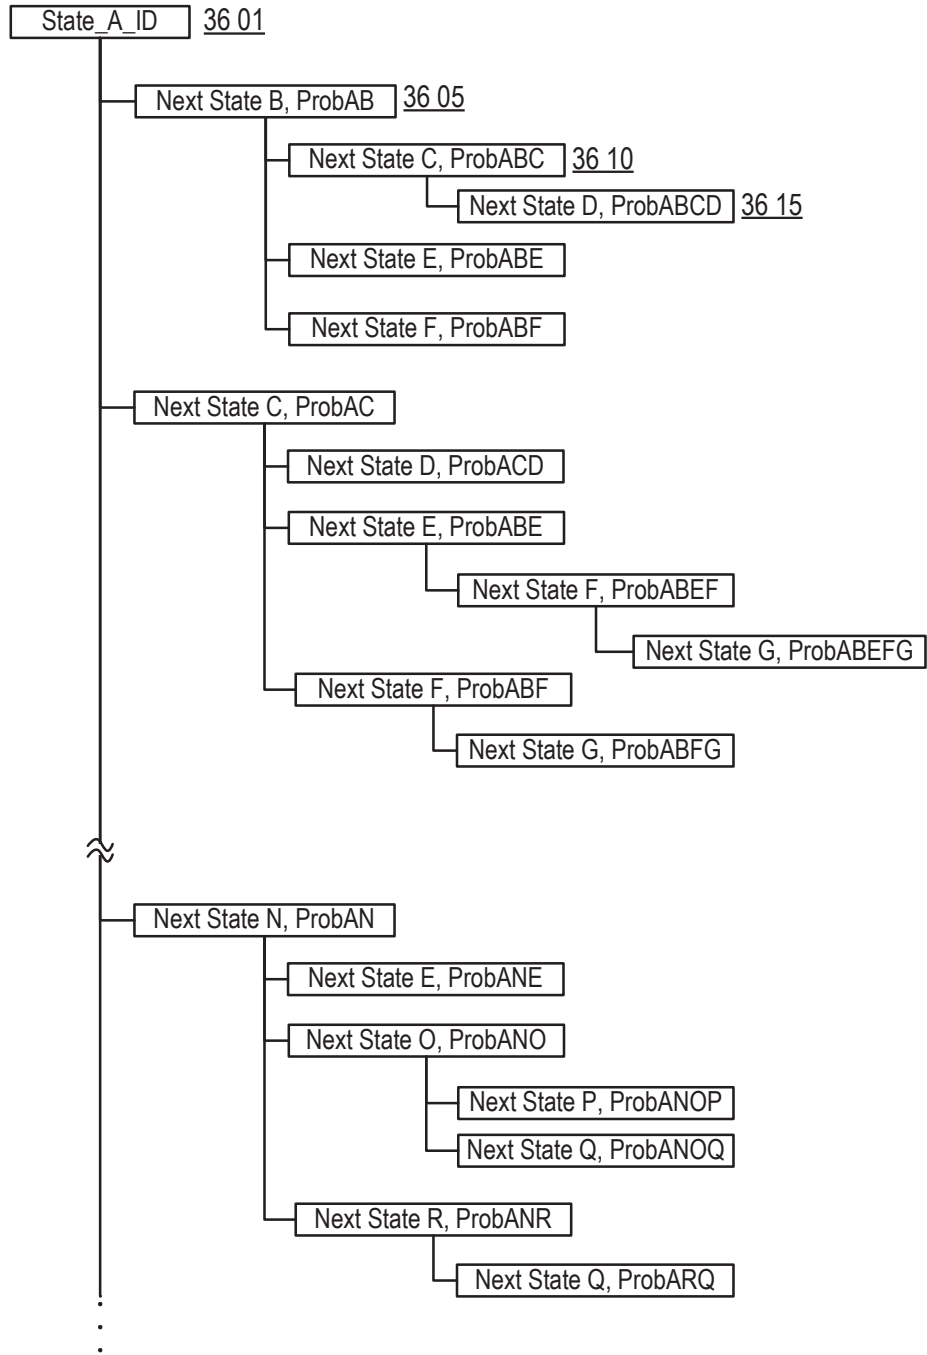 State_A_ID 36 01
Next State B, ProbAB 36 05
Next State C, ProbABC 36 10
Next State D, ProbABCD 36 15
Next State E, ProbABE
Next State F, ProbABF
Next State C, ProbAC
Next State D, ProbACD
Next State E, ProbABE
Next State F, ProbABEF
Next State G, ProbABEFG
Next State F, ProbABF
Next State G, ProbABFG
Next State N, ProbAN
Next State E, ProbANE
Next State O, ProbANO
Next State P, ProbANOP
Next State Q, ProbANOQ
Next State R, ProbANR
Next State Q, ProbARQ